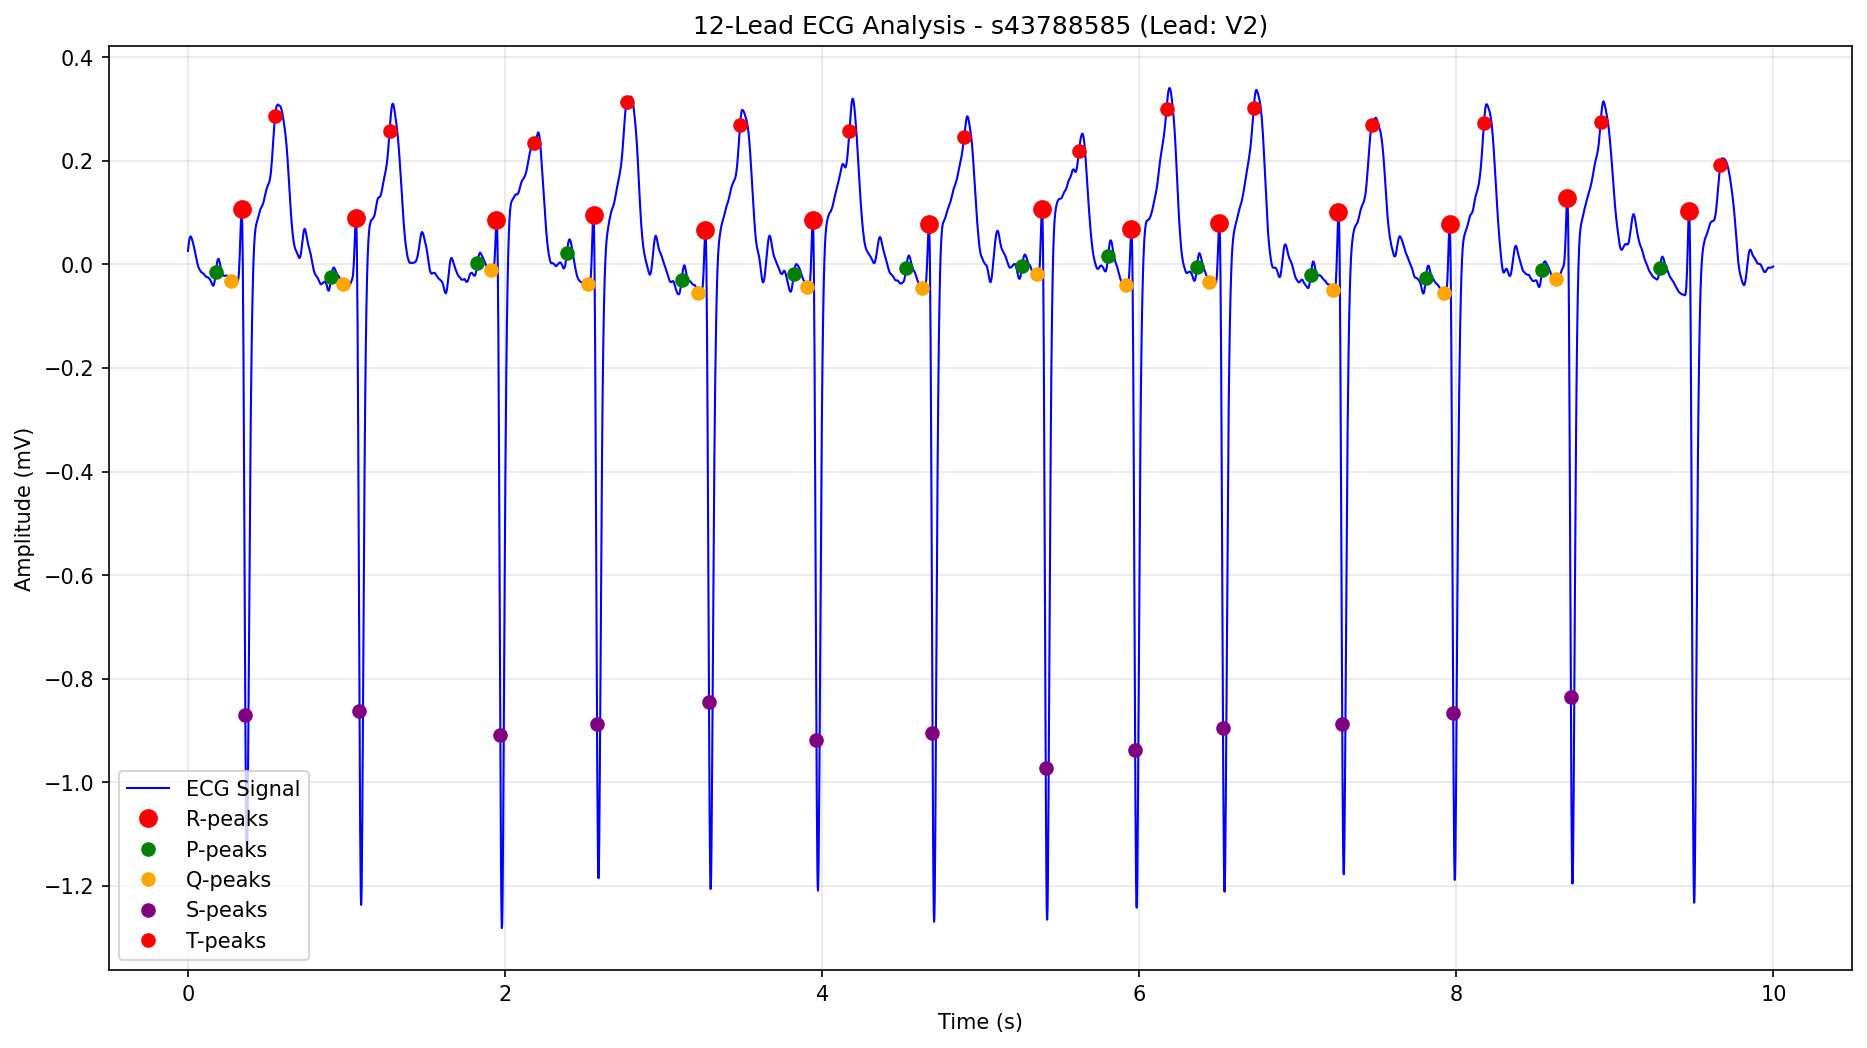 12-Lead ECG Analysis - s43788585 (Lead: V2)
0.4
0.2
0.0
−0.2
−0.4
−0.6
−0.8
−1.0
−1.2
Amplitude (mV)
ECG Signal
R-peaks
P-peaks
Q-peaks
S-peaks
T-peaks
0 2 4 6 8 10
Time (s)